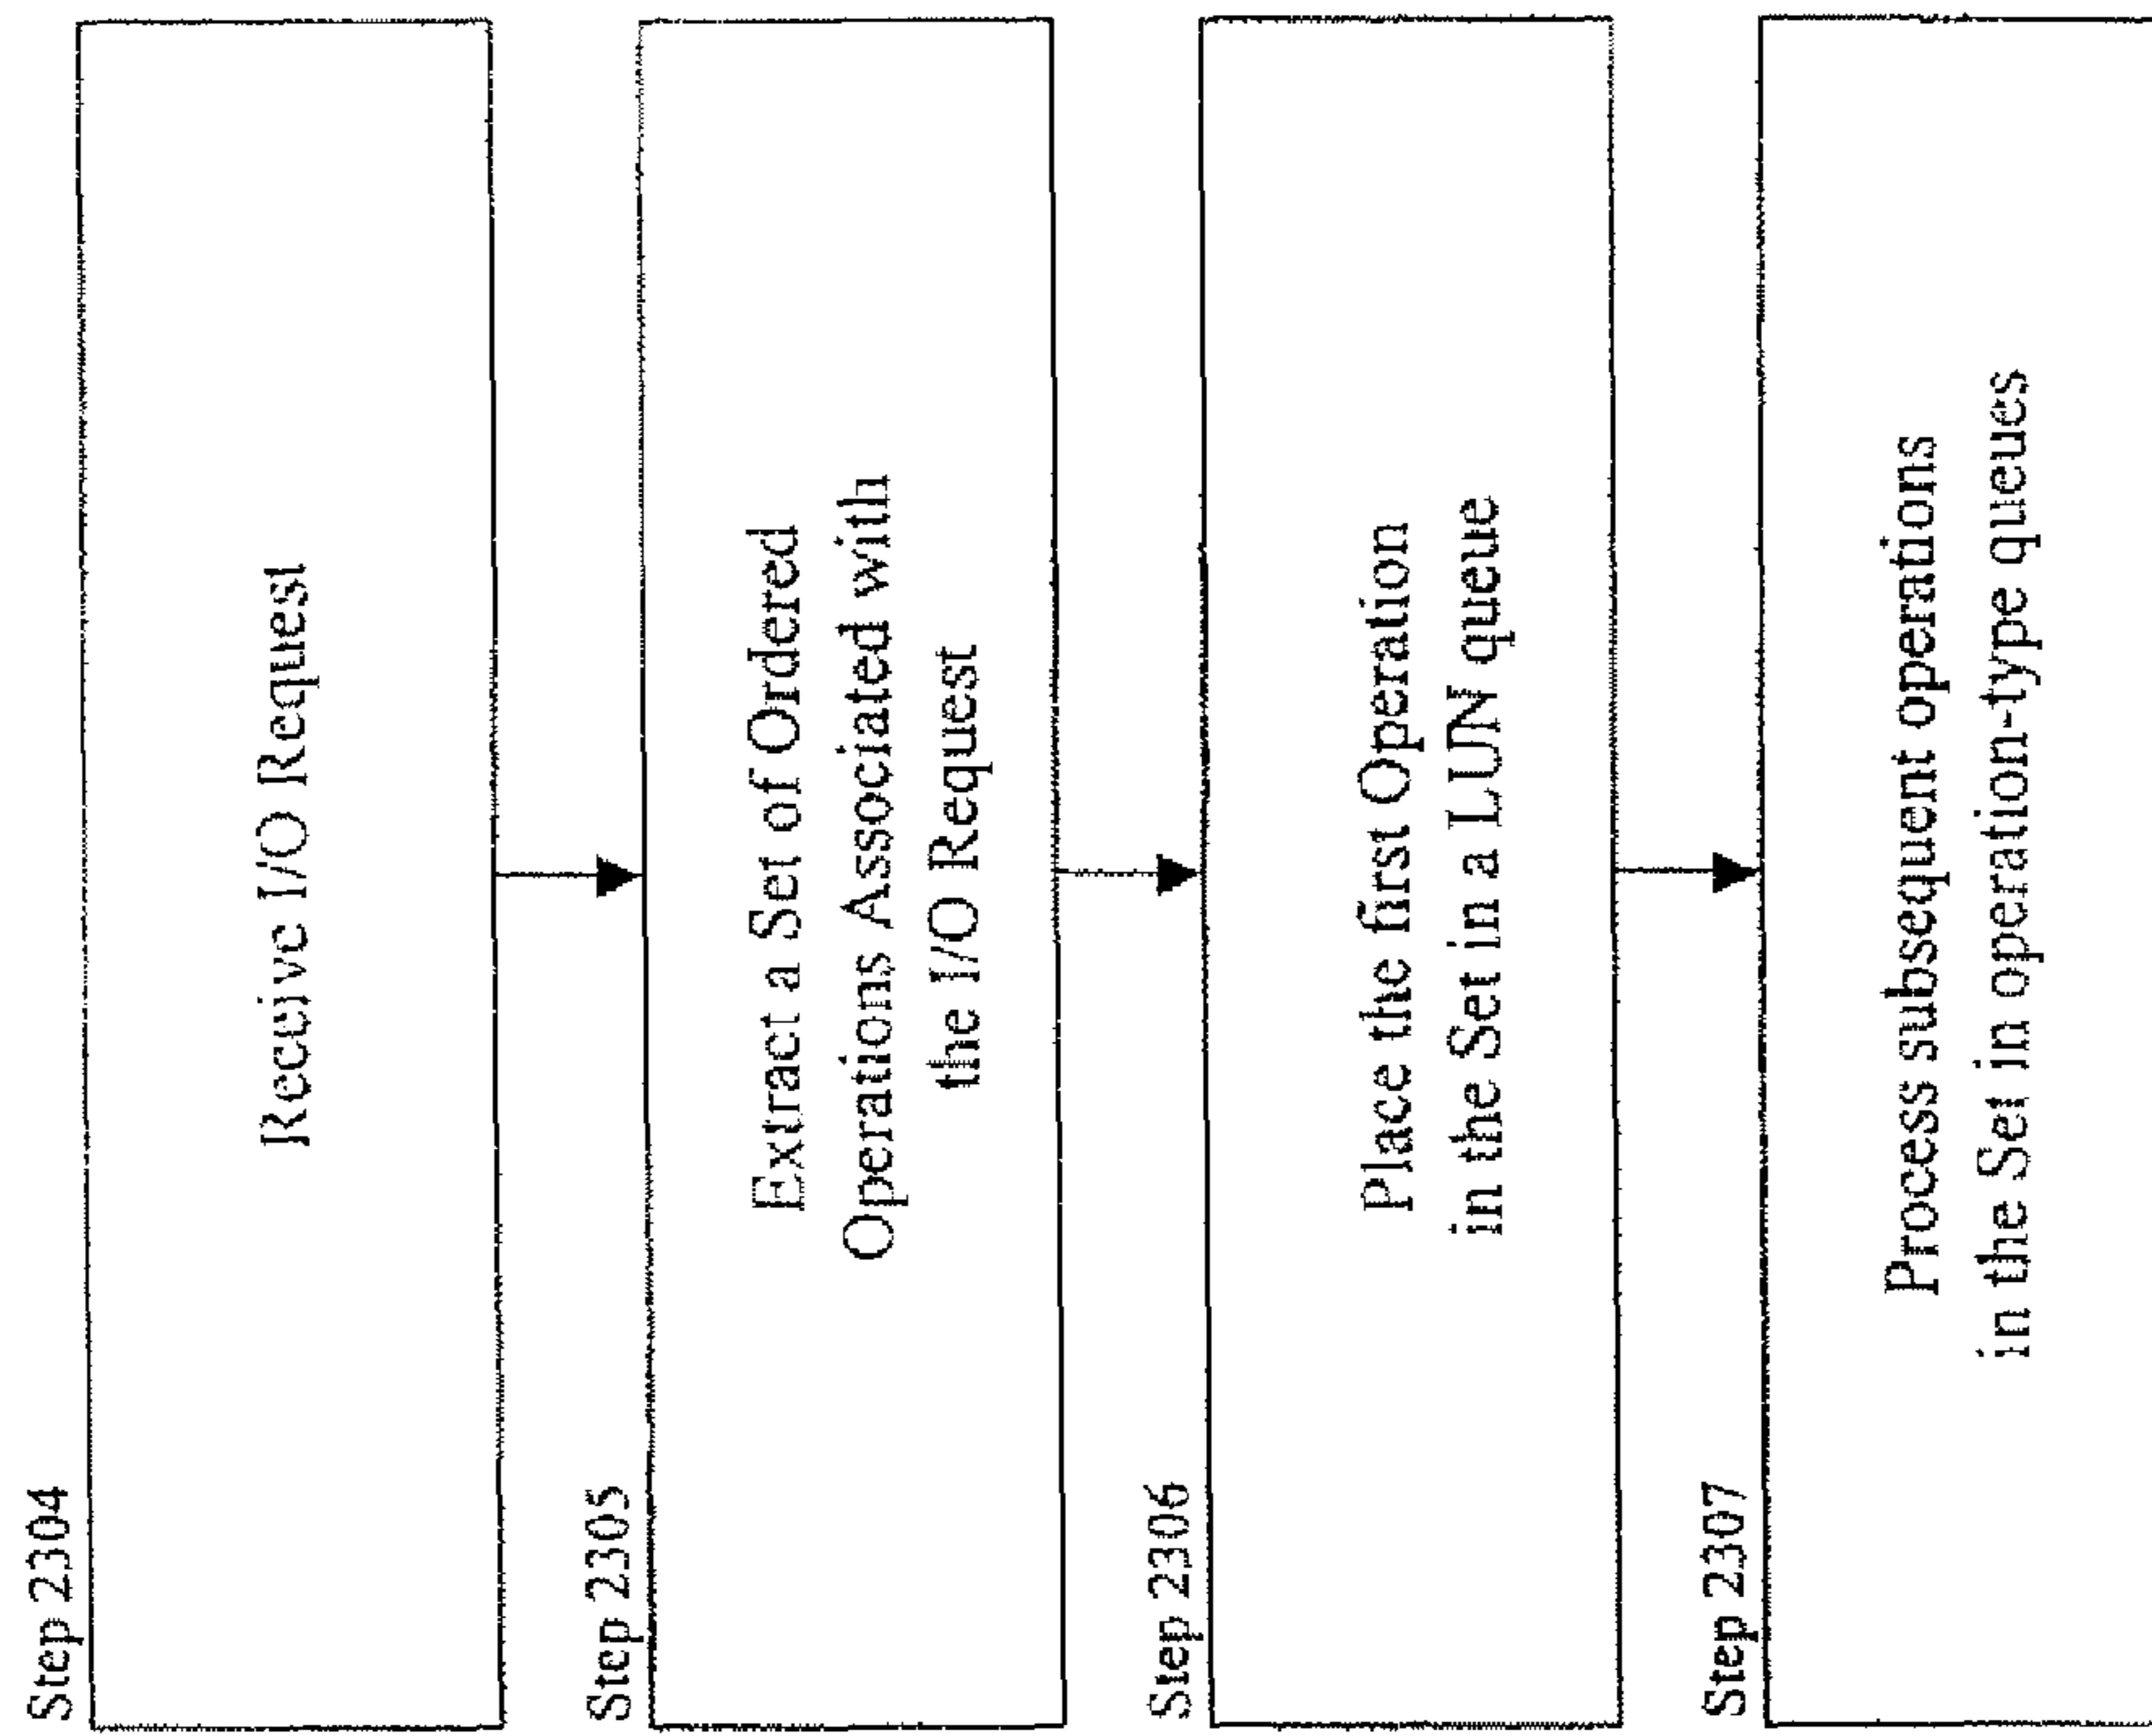 Step 2304
Receive I/O Request
Step 2305
Extract a Set of Ordered
Operations Associated with
the I/O Request
Step 2306
Place the first Operation
in the Set in a LUN queue
Step 2307
Process subsequent operations
in the Set in operation-type queues